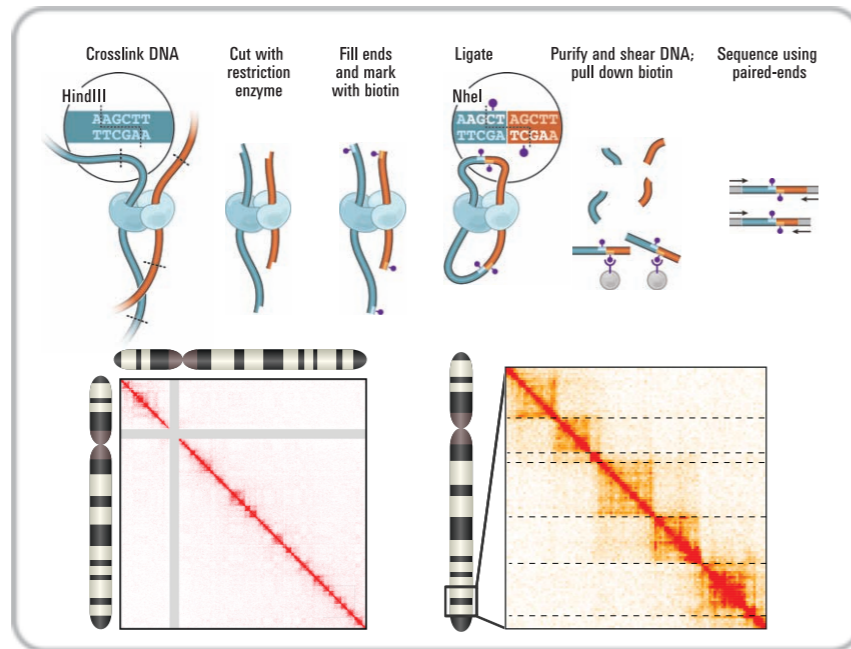 Crosslink DNA
Cut with
restriction
enzyme
Fill ends
and mark
with biotin
Ligate
Purify and shear DNA;
pull down biotin
Sequence using
paired-ends
HindIII
AAGCTT
TTCGAA
NheI
AAGCT AGCTT
TTCGA TCGAA